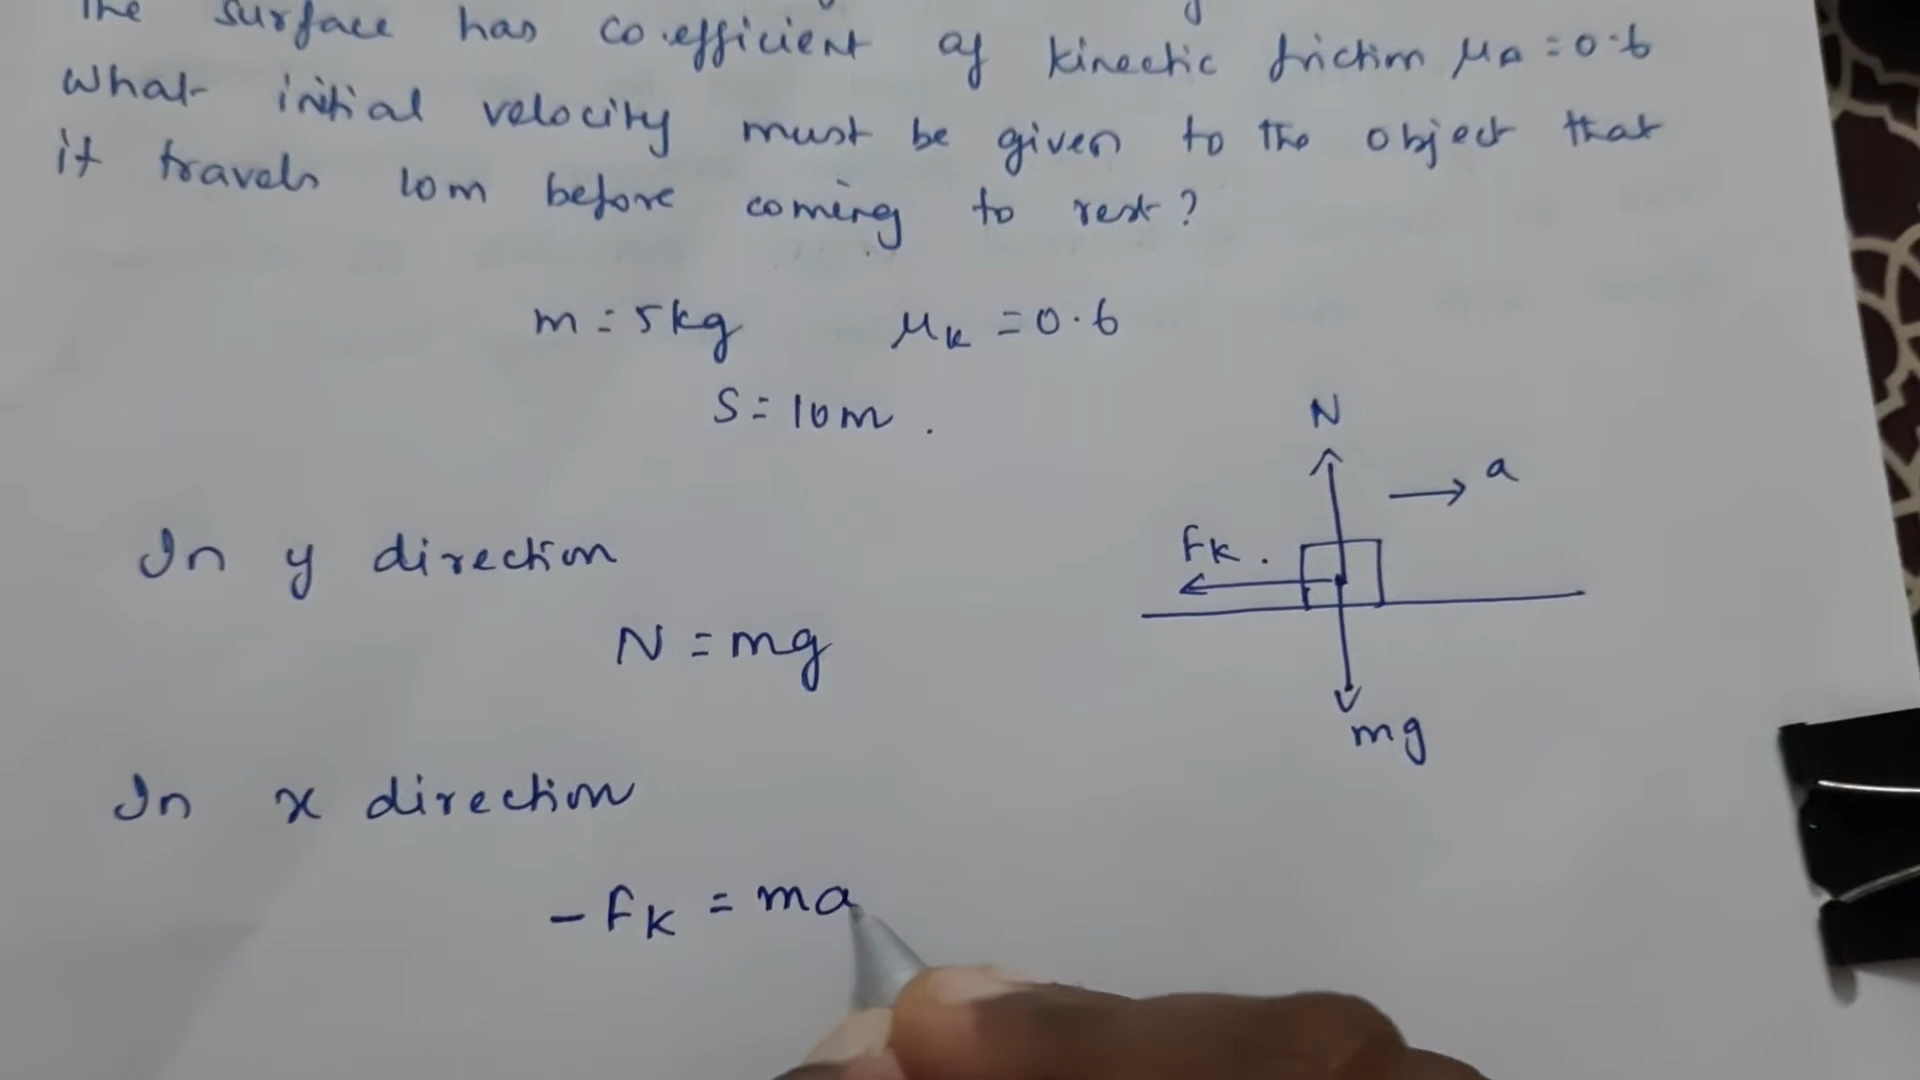 The surface has co.efficient of kinectic friction μk = 0.6
what initial velocity must be given to the object that
it travels 10m before coming to rest?
m = 5kg μk = 0.6
S = 10m .
N
a
fk .
In y direction
N = mg
mg
In x direction
- fk = ma